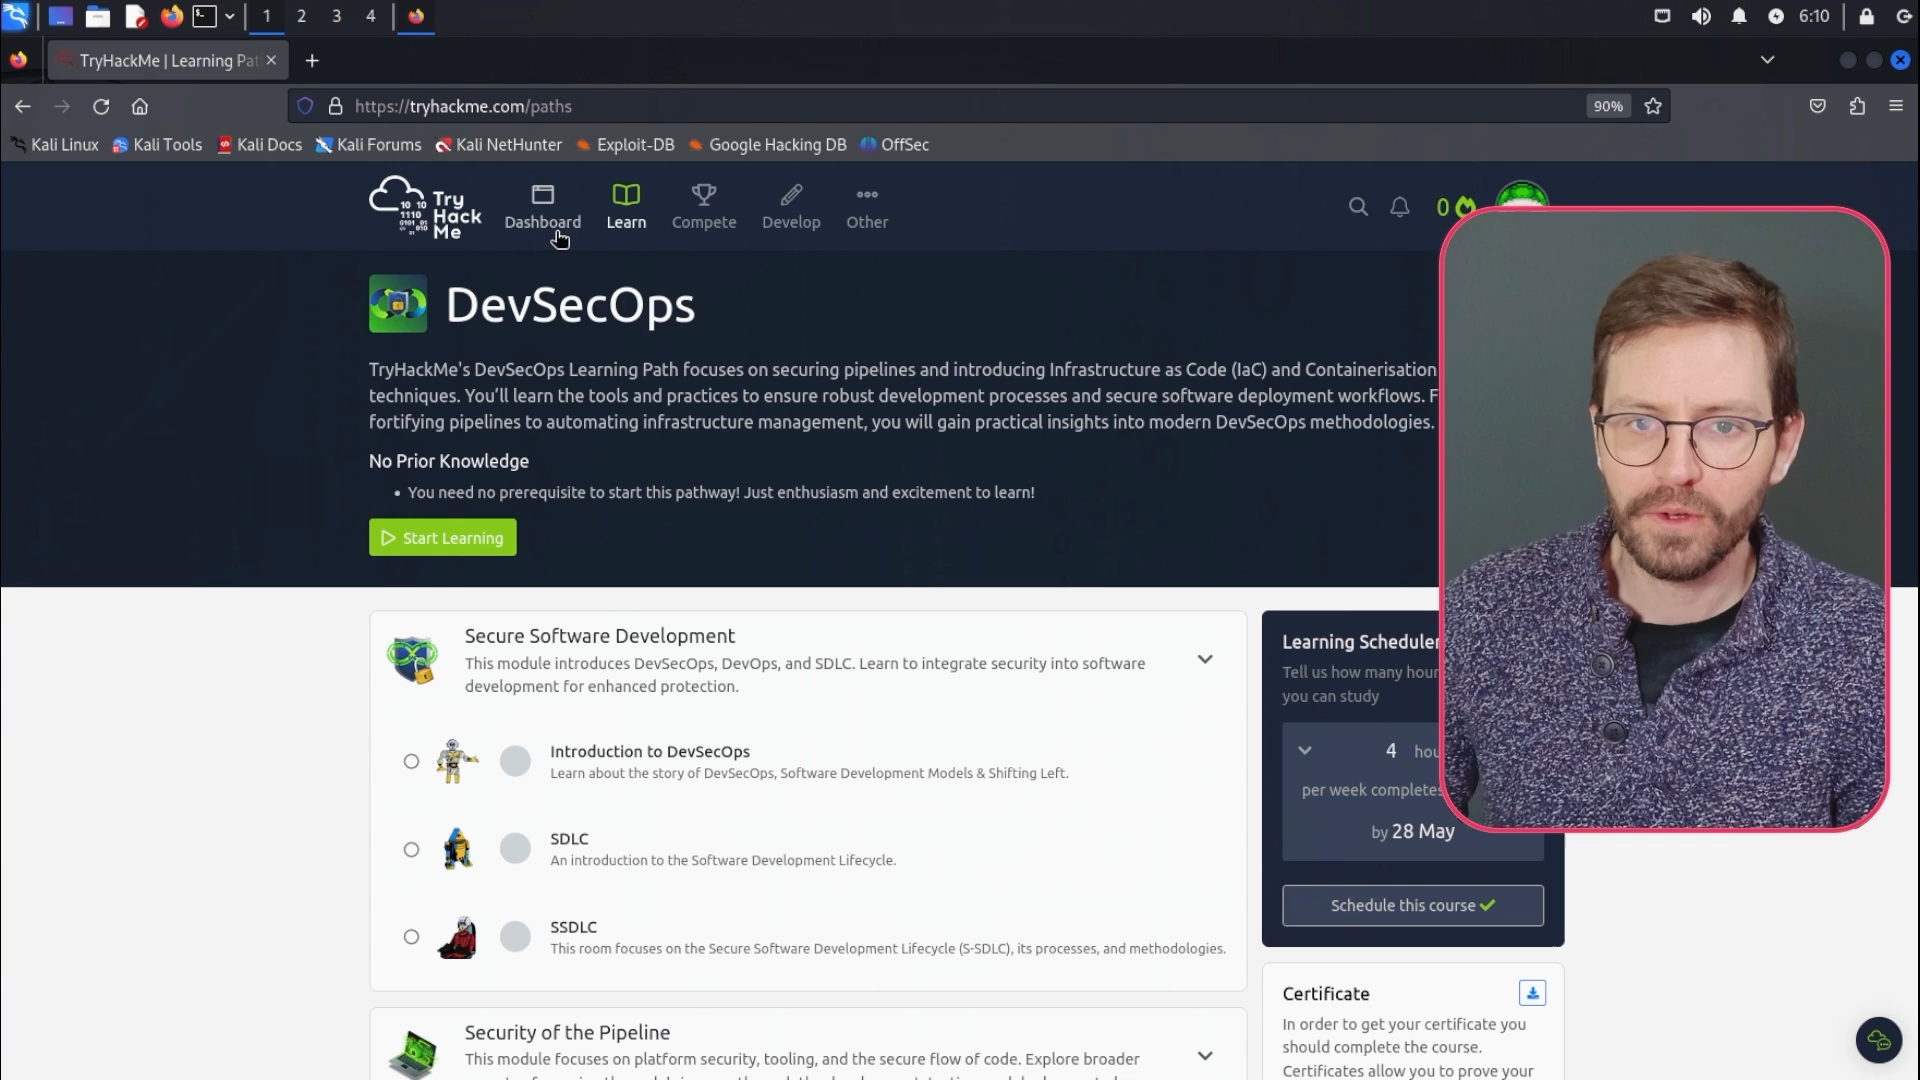 1 2 3 4
6:10
TryHackMe | Learning Pat
https://tryhackme.com/paths
90%
Kali Linux
Kali Tools
Kali Docs
Kali Forums
Kali NetHunter
Exploit-DB
Google Hacking DB
OffSec
Try
Hack
Me
Dashboard
Learn
Compete
Develop
Other
0
DevSecOps
TryHackMe's DevSecOps Learning Path focuses on securing pipelines and introducing Infrastructure as Code (IaC) and Containerisation
techniques. You’ll learn the tools and practices to ensure robust development processes and secure software deployment workflows. F
fortifying pipelines to automating infrastructure management, you will gain practical insights into modern DevSecOps methodologies.
No Prior Knowledge
• You need no prerequisite to start this pathway! Just enthusiasm and excitement to learn!
Start Learning
Secure Software Development
This module introduces DevSecOps, DevOps, and SDLC. Learn to integrate security into software
development for enhanced protection.
Introduction to DevSecOps
Learn about the story of DevSecOps, Software Development Models & Shifting Left.
SDLC
An introduction to the Software Development Lifecycle.
SSDLC
This room focuses on the Secure Software Development Lifecycle (S-SDLC), its processes, and methodologies.
Security of the Pipeline
This module focuses on platform security, tooling, and the secure flow of code. Explore broader
Learning Scheduler
Tell us how many hour
you can study
4 hou
per week completes
by 28 May
Schedule this course
Certificate
In order to get your certificate you
should complete the course.
Certificates allow you to prove your